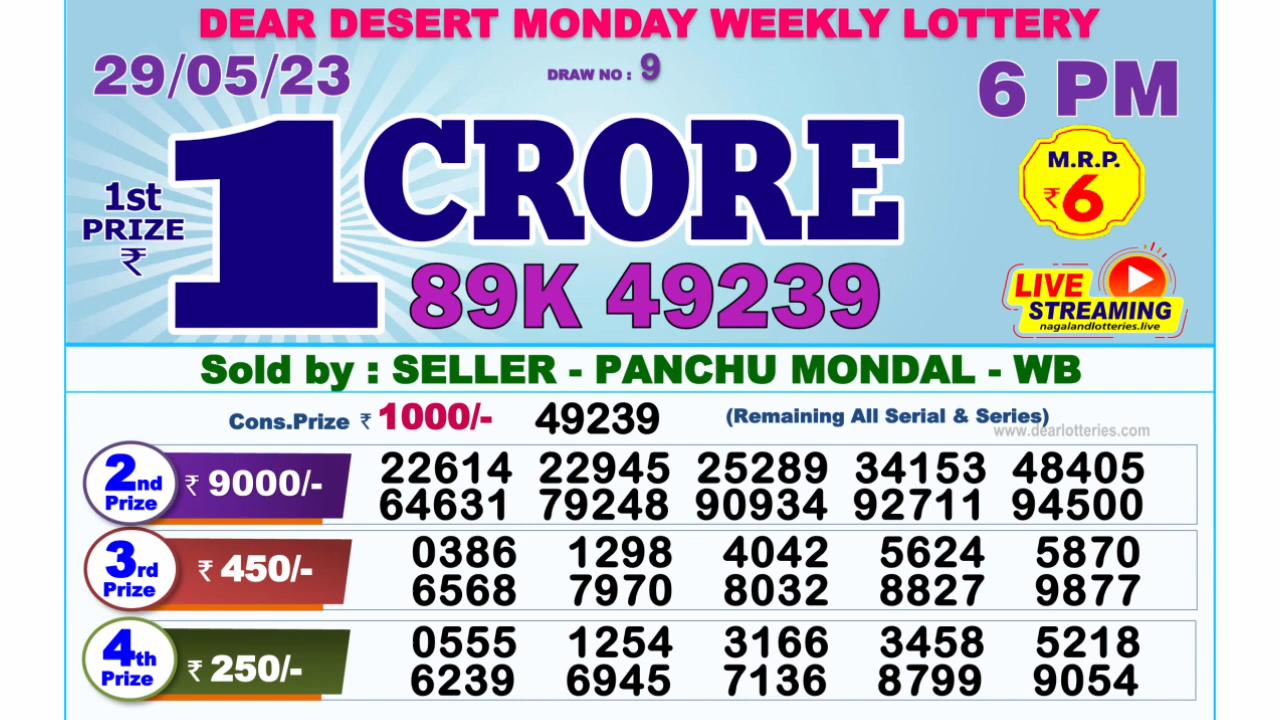 DEAR DESERT MONDAY WEEKLY LOTTERY
29/05/23 DRAW NO : 9 6 PM
1st PRIZE ₹ 1 CRORE
M.R.P. ₹6
89K 49239
LIVE STREAMING
nagalandlotteries.live
Sold by : SELLER - PANCHU MONDAL - WB
Cons.Prize ₹ 1000/- 49239 (Remaining All Serial & Series)
www.dearlotteries.com
2nd Prize ₹ 9000/-
22614 22945 25289 34153 48405
64631 79248 90934 92711 94500
3rd Prize ₹ 450/-
0386 1298 4042 5624 5870
6568 7970 8032 8827 9877
4th Prize ₹ 250/-
0555 1254 3166 3458 5218
6239 6945 7136 8799 9054